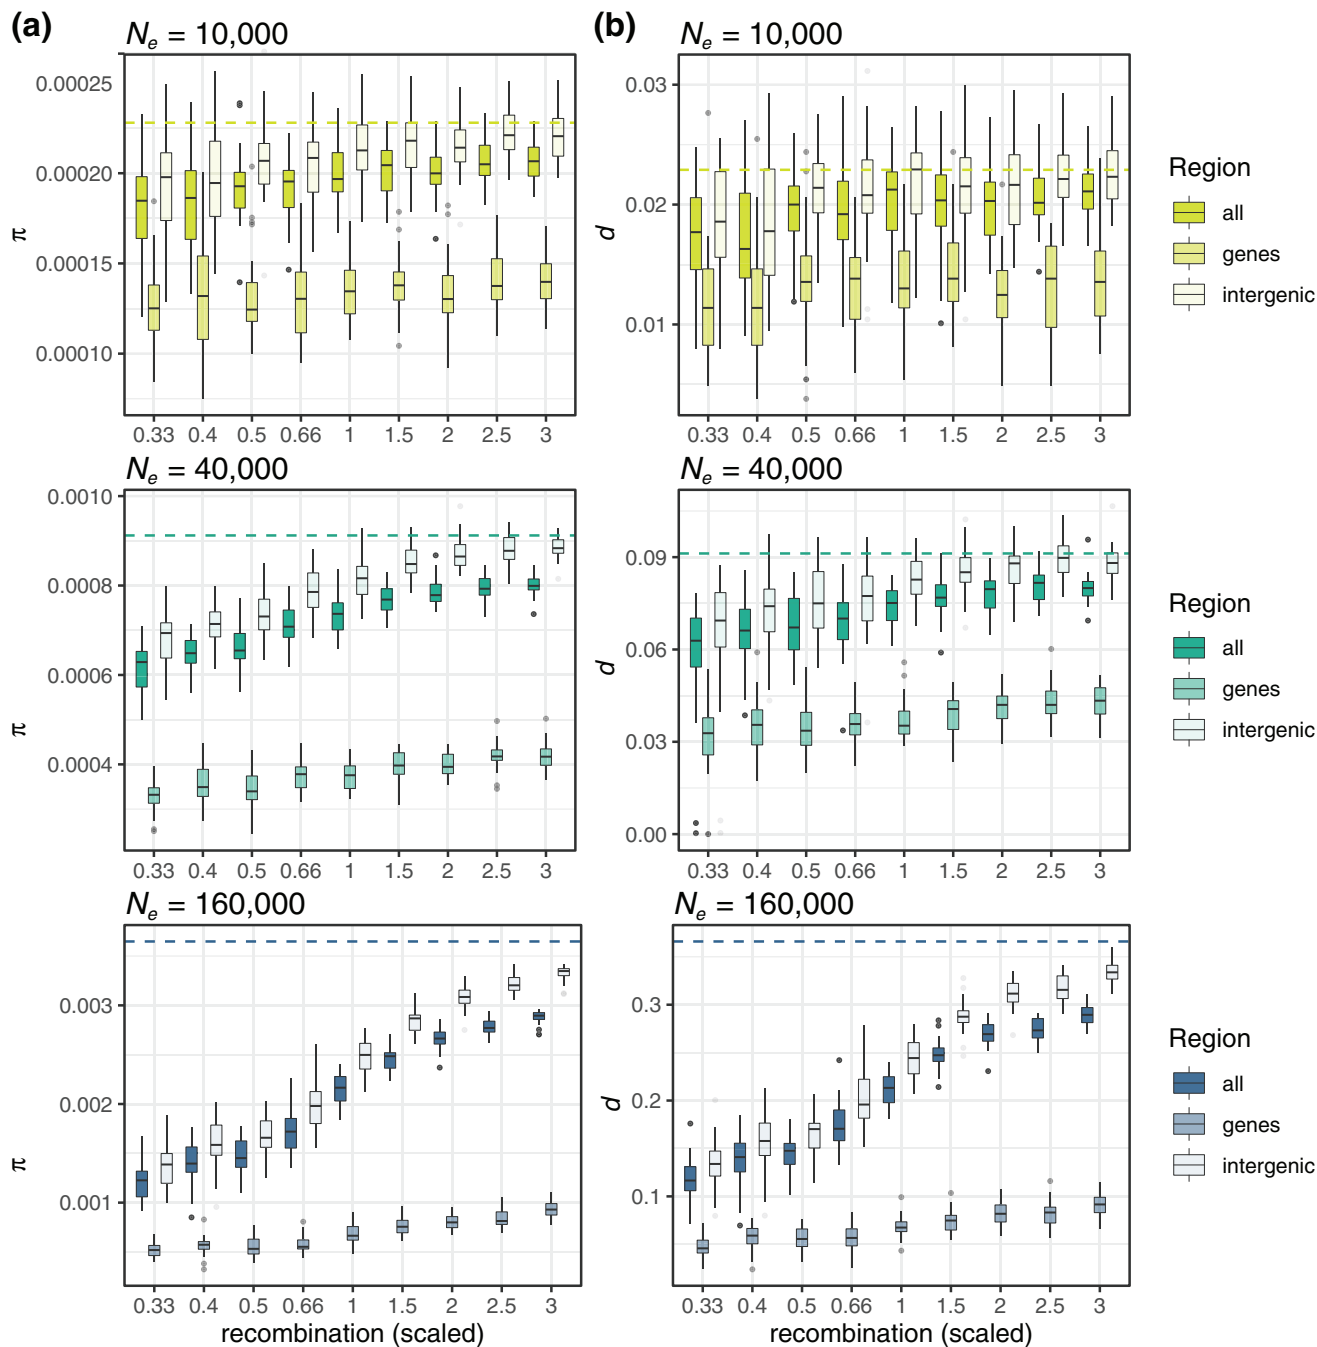 (a)
N_e = 10,000
0.00025
0.00020
0.00015
0.00010
π
0.33 0.4 0.5 0.66 1 1.5 2 2.5 3
(b)
N_e = 10,000
0.03
0.02
0.01
d
0.33 0.4 0.5 0.66 1 1.5 2 2.5 3
Region
all
genes
intergenic
N_e = 40,000
0.0010
0.0008
0.0006
0.0004
π
0.33 0.4 0.5 0.66 1 1.5 2 2.5 3
N_e = 40,000
0.09
0.06
0.03
0.00
d
0.33 0.4 0.5 0.66 1 1.5 2 2.5 3
Region
all
genes
intergenic
N_e = 160,000
0.003
0.002
0.001
π
0.33 0.4 0.5 0.66 1 1.5 2 2.5 3
recombination (scaled)
N_e = 160,000
0.3
0.2
0.1
d
0.33 0.4 0.5 0.66 1 1.5 2 2.5 3
recombination (scaled)
Region
all
genes
intergenic